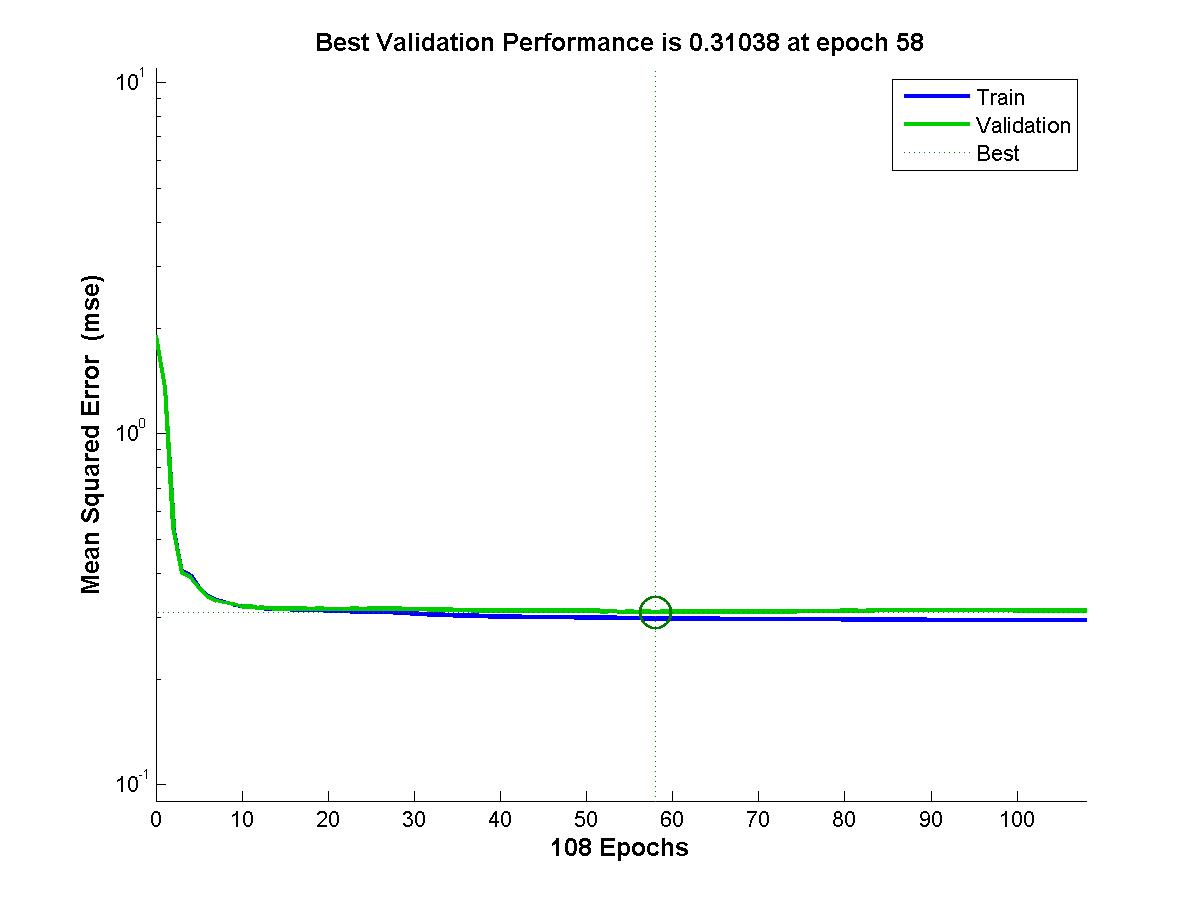 Best Validation Performance is 0.31038 at epoch 58
10^1
Train
Validation
Best
Mean Squared Error (mse)
10^0
10^-1
0 10 20 30 40 50 60 70 80 90 100
108 Epochs